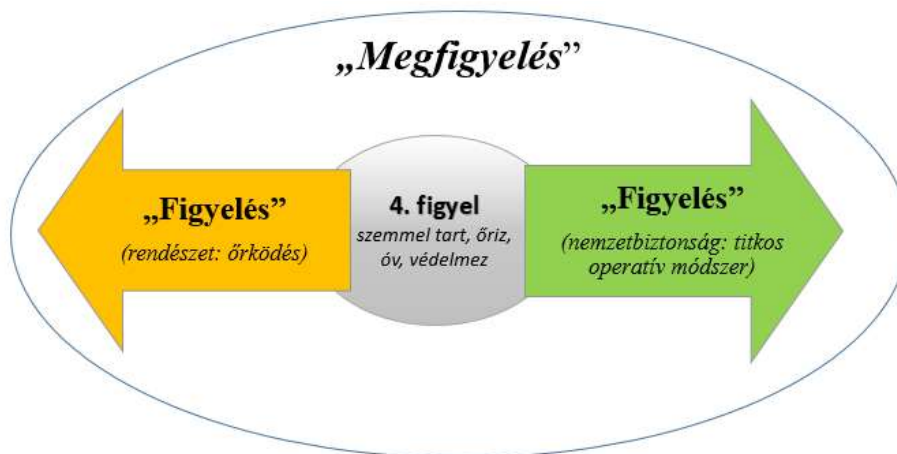 „Megfigyelés”
„Figyelés”
(rendészet: őrködés)
4. figyel
szemmel tart, őriz,
óv, védelmez
„Figyelés”
(nemzetbiztonság: titkos
operatív módszer)